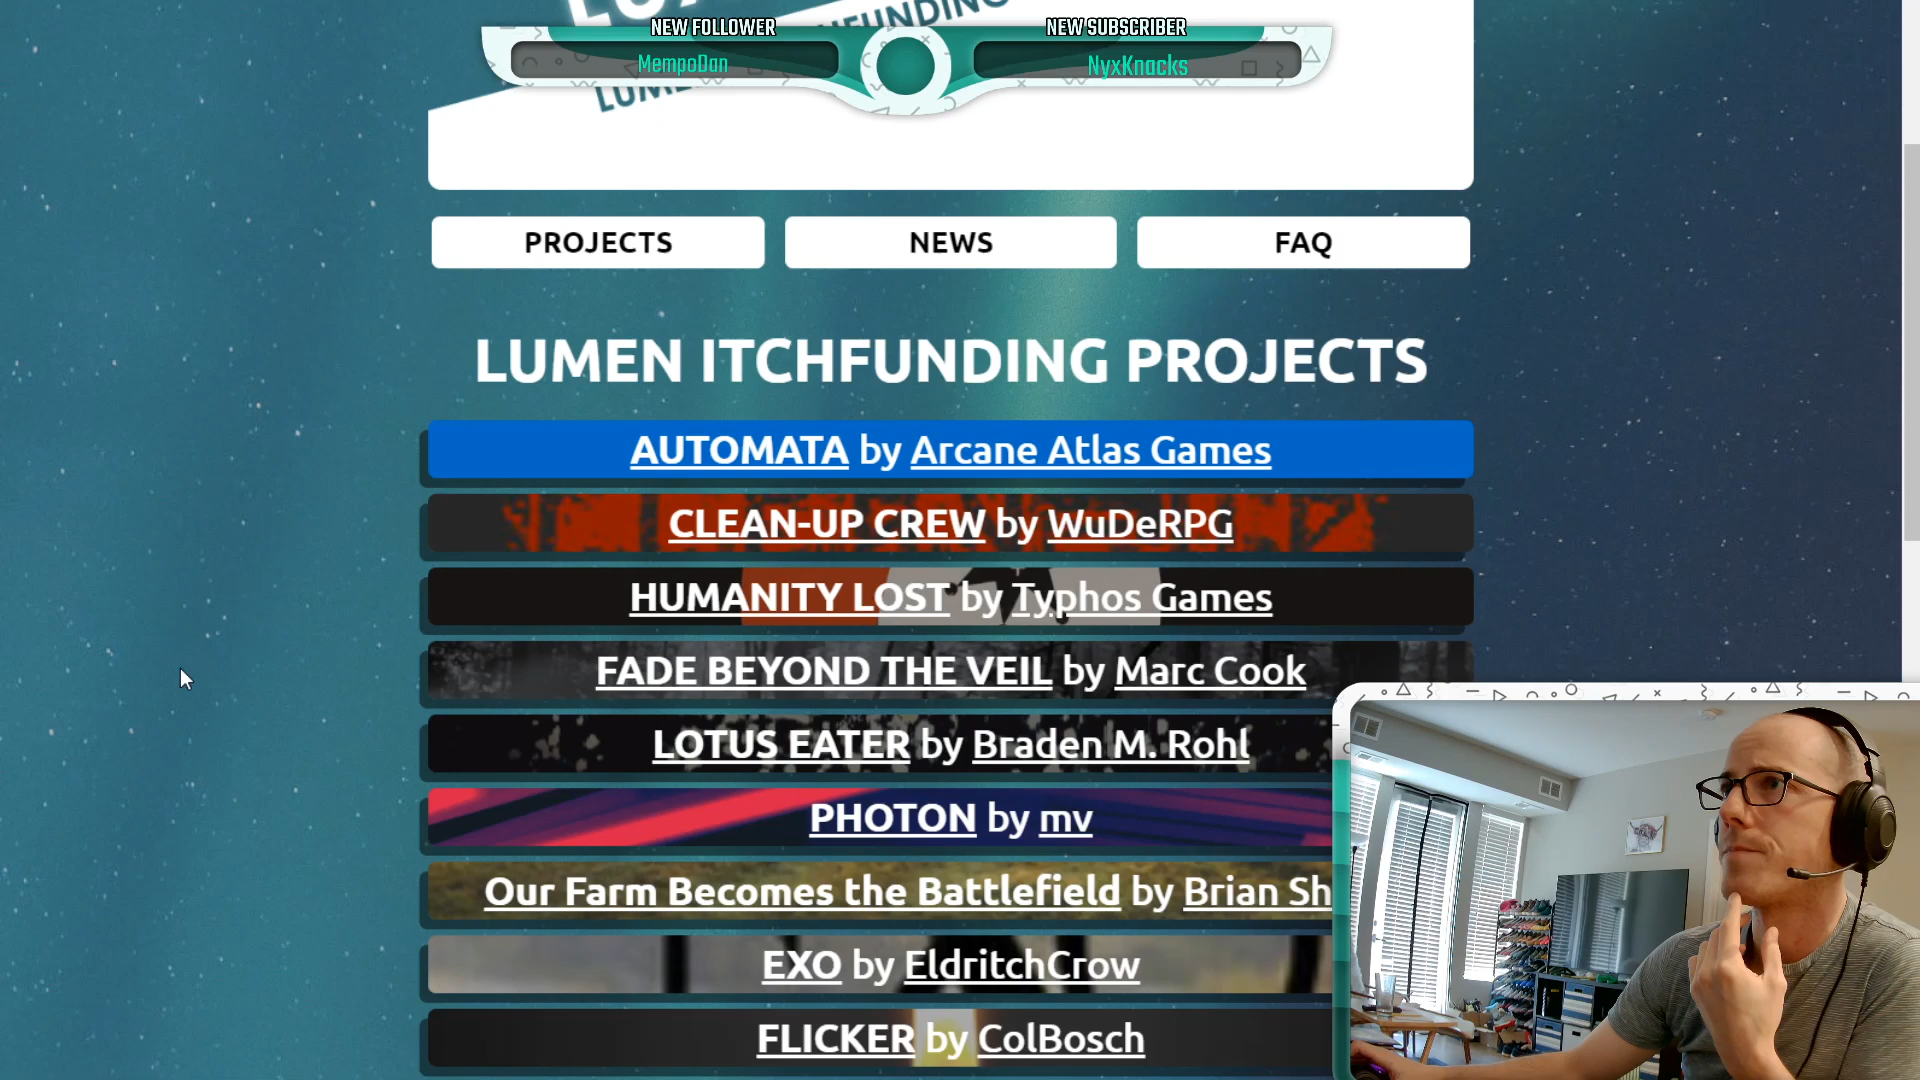 NEW FOLLOWER
NEW SUBSCRIBER
MempoDan
NyxKnacks
PROJECTS
NEWS
FAQ
LUMEN ITCHFUNDING PROJECTS
AUTOMATA by Arcane Atlas Games
CLEAN-UP CREW by WuDeRPG
HUMANITY LOST by Typhos Games
FADE BEYOND THE VEIL by Marc Cook
LOTUS EATER by Braden M. Rohl
PHOTON by mv
Our Farm Becomes the Battlefield by Brian Sh
EXO by EldritchCrow
FLICKER by ColBosch